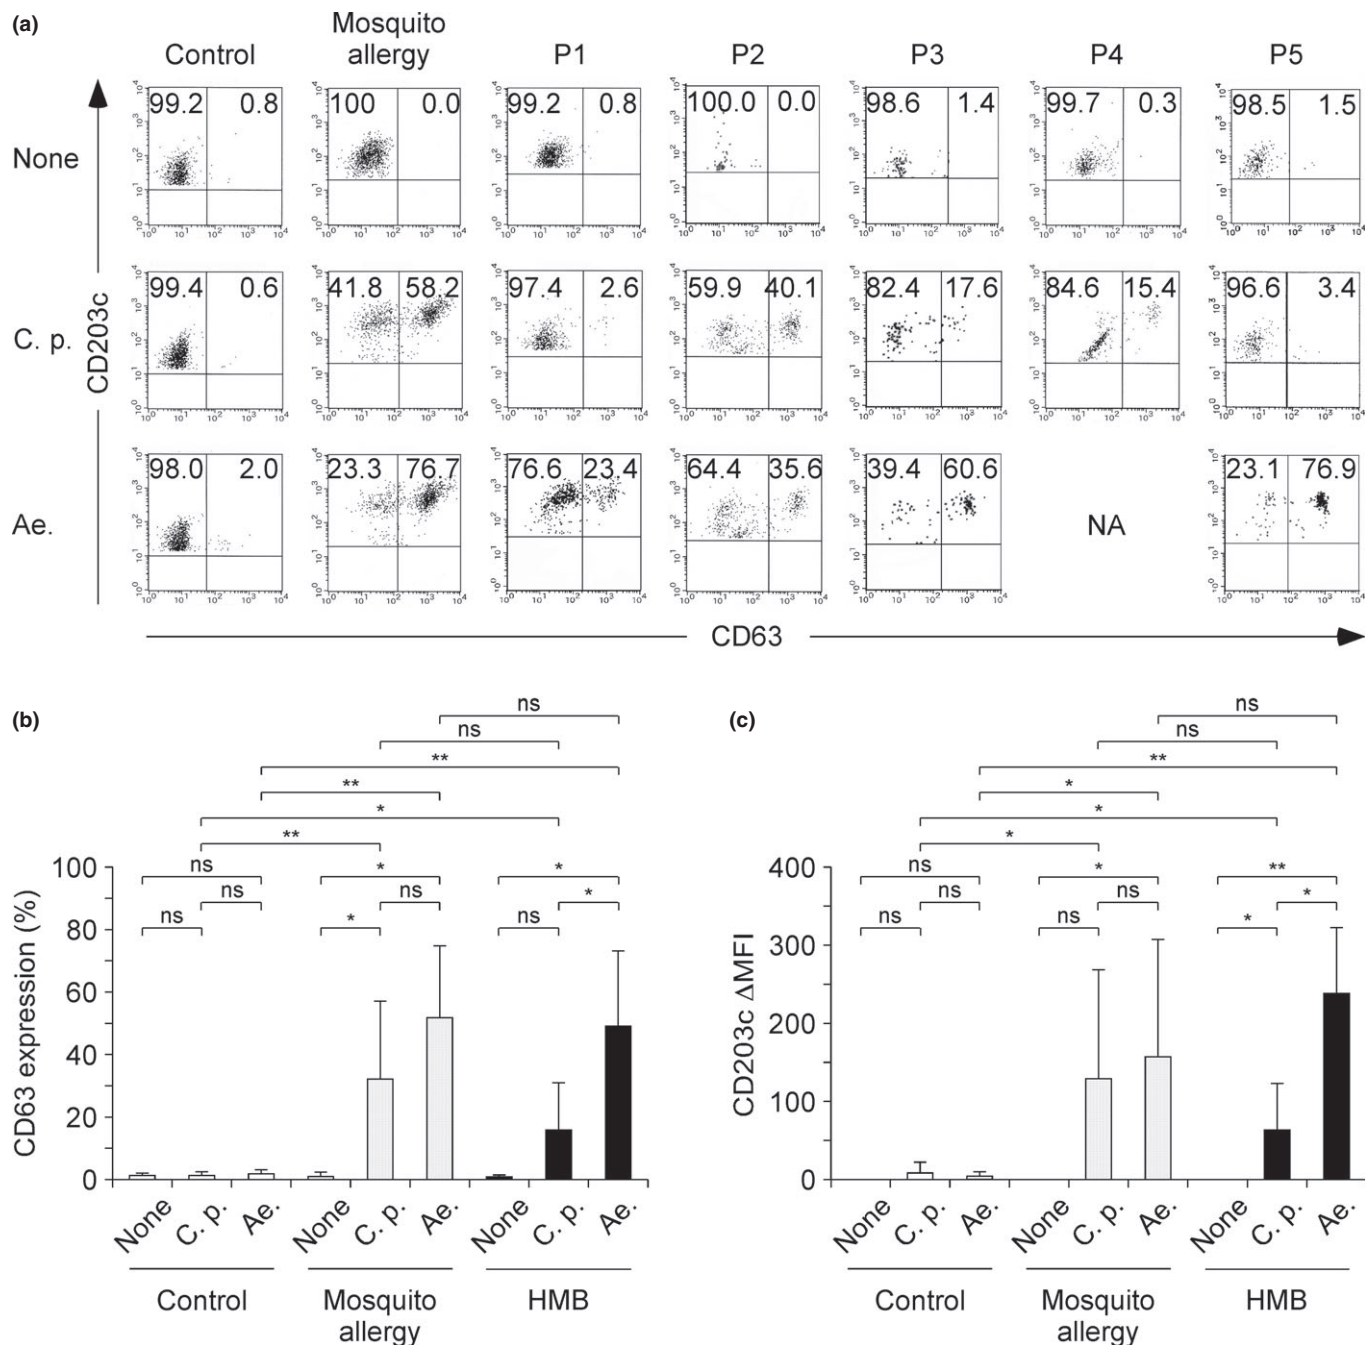 (a)
Control Mosquito allergy P1 P2 P3 P4 P5
None
99.2 0.8 100 0.0 99.2 0.8 100.0 0.0 98.6 1.4 99.7 0.3 98.5 1.5
C. p.
99.4 0.6 41.8 58.2 97.4 2.6 59.9 40.1 82.4 17.6 84.6 15.4 96.6 3.4
Ae.
98.0 2.0 23.3 76.7 76.6 23.4 64.4 35.6 39.4 60.6 NA 23.1 76.9
CD203c
CD63
(b)
ns
ns
**
**
*
**
ns * *
ns ns *
ns * ns
CD63 expression (%)
100
80
60
40
20
0
None C. p. Ae. None C. p. Ae. None C. p. Ae.
Control Mosquito allergy HMB
(c)
ns
ns
**
*
*
*
ns * **
ns ns *
ns ns *
CD203c ΔMFI
400
300
200
100
0
None C. p. Ae. None C. p. Ae. None C. p. Ae.
Control Mosquito allergy HMB